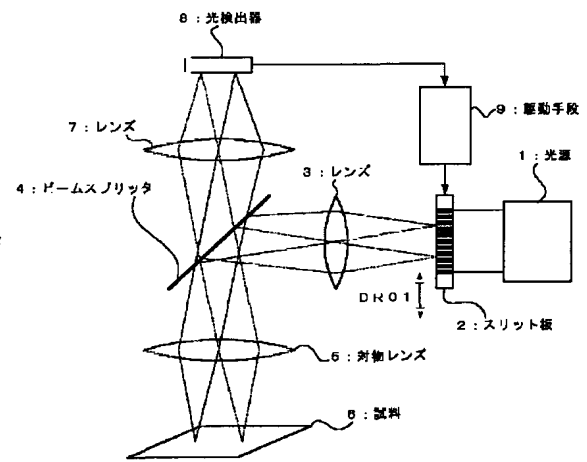 8:光検出器
7:レンズ
9:駆動手段
1:光源
3:レンズ
4:ビームスプリッタ
DR01
2:スリット板
5:対物レンズ
6:試料